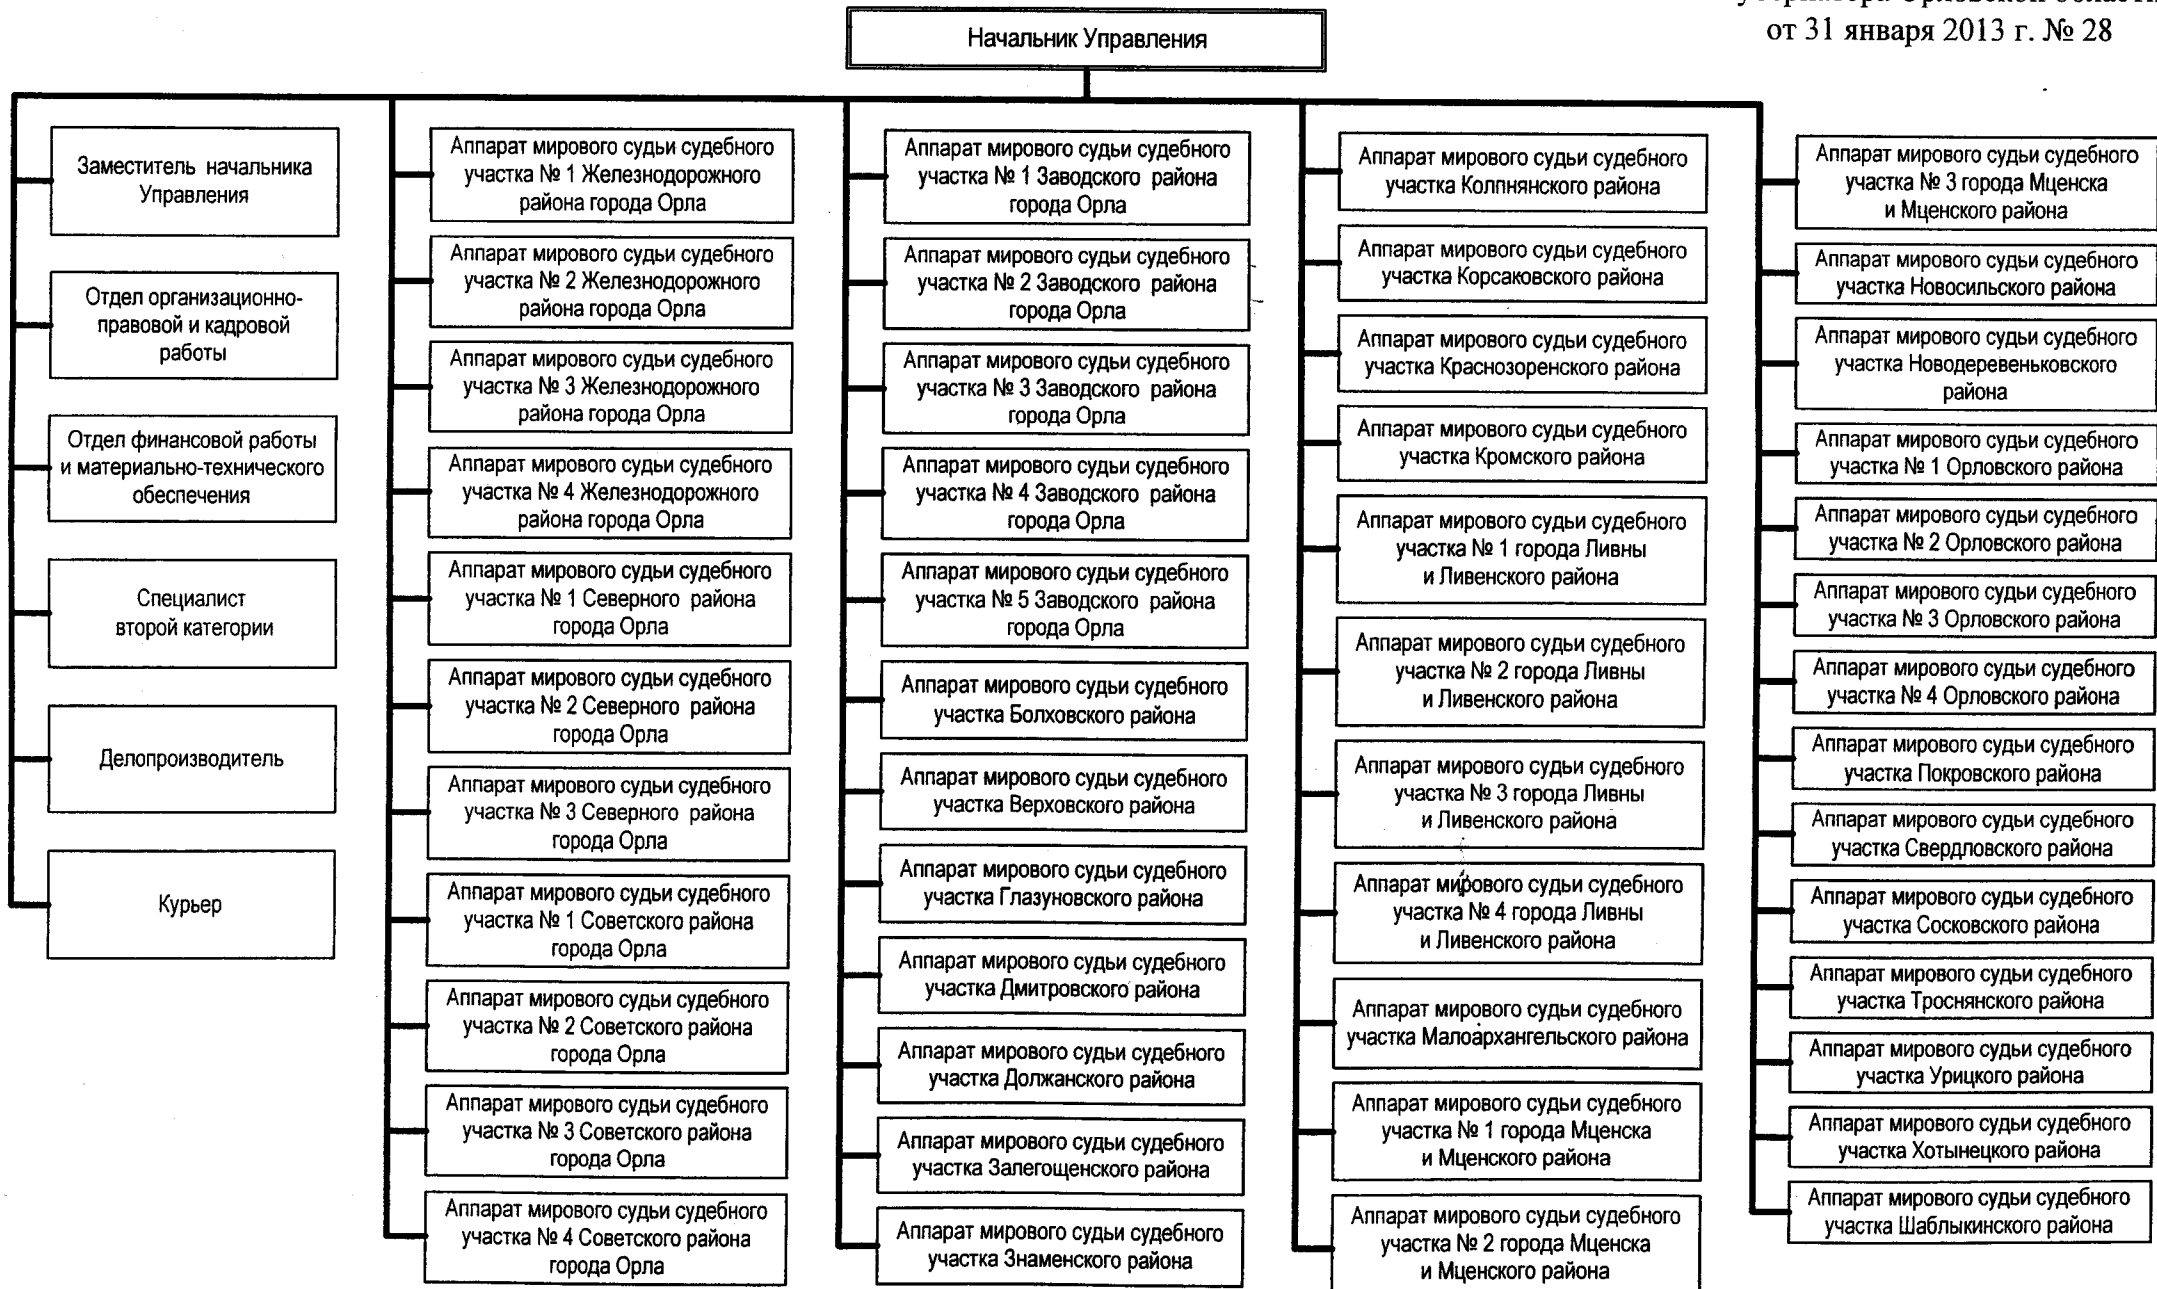 Губернатора Орловской области
от 31 января 2013 г. № 28
Начальник Управления
Заместитель начальника
Управления
Отдел организационно-
правовой и кадровой
работы
Отдел финансовой работы
и материально-технического
обеспечения
Специалист
второй категории
Делопроизводитель
Курьер
Аппарат мирового судьи судебного
участка № 1 Железнодорожного
района города Орла
Аппарат мирового судьи судебного
участка № 2 Железнодорожного
района города Орла
Аппарат мирового судьи судебного
участка № 3 Железнодорожного
района города Орла
Аппарат мирового судьи судебного
участка № 4 Железнодорожного
района города Орла
Аппарат мирового судьи судебного
участка № 1 Северного района
города Орла
Аппарат мирового судьи судебного
участка № 2 Северного района
города Орла
Аппарат мирового судьи судебного
участка № 3 Северного района
города Орла
Аппарат мирового судьи судебного
участка № 1 Советского района
города Орла
Аппарат мирового судьи судебного
участка № 2 Советского района
города Орла
Аппарат мирового судьи судебного
участка № 3 Советского района
города Орла
Аппарат мирового судьи судебного
участка № 4 Советского района
города Орла
Аппарат мирового судьи судебного
участка № 1 Заводского района
города Орла
Аппарат мирового судьи судебного
участка № 2 Заводского района
города Орла
Аппарат мирового судьи судебного
участка № 3 Заводского района
города Орла
Аппарат мирового судьи судебного
участка № 4 Заводского района
города Орла
Аппарат мирового судьи судебного
участка № 5 Заводского района
города Орла
Аппарат мирового судьи судебного
участка Болховского района
Аппарат мирового судьи судебного
участка Верховского района
Аппарат мирового судьи судебного
участка Глазуновского района
Аппарат мирового судьи судебного
участка Дмитровского района
Аппарат мирового судьи судебного
участка Должанского района
Аппарат мирового судьи судебного
участка Залегощенского района
Аппарат мирового судьи судебного
участка Знаменского района
Аппарат мирового судьи судебного
участка Колпнянского района
Аппарат мирового судьи судебного
участка Корсаковского района
Аппарат мирового судьи судебного
участка Краснозоренского района
Аппарат мирового судьи судебного
участка Кромского района
Аппарат мирового судьи судебного
участка № 1 города Ливны
и Ливенского района
Аппарат мирового судьи судебного
участка № 2 города Ливны
и Ливенского района
Аппарат мирового судьи судебного
участка № 3 города Ливны
и Ливенского района
Аппарат мирового судьи судебного
участка № 4 города Ливны
и Ливенского района
Аппарат мирового судьи судебного
участка Малоархангельского района
Аппарат мирового судьи судебного
участка № 1 города Мценска
и Мценского района
Аппарат мирового судьи судебного
участка № 2 города Мценска
и Мценского района
Аппарат мирового судьи судебного
участка № 3 города Мценска
и Мценского района
Аппарат мирового судьи судебного
участка Новосильского района
Аппарат мирового судьи судебного
участка Новодеревеньковского
района
Аппарат мирового судьи судебного
участка № 1 Орловского района
Аппарат мирового судьи судебного
участка № 2 Орловского района
Аппарат мирового судьи судебного
участка № 3 Орловского района
Аппарат мирового судьи судебного
участка № 4 Орловского района
Аппарат мирового судьи судебного
участка Покровского района
Аппарат мирового судьи судебного
участка Свердловского района
Аппарат мирового судьи судебного
участка Сосковского района
Аппарат мирового судьи судебного
участка Троснянского района
Аппарат мирового судьи судебного
участка Урицкого района
Аппарат мирового судьи судебного
участка Хотынецкого района
Аппарат мирового судьи судебного
участка Шаблыкинского района